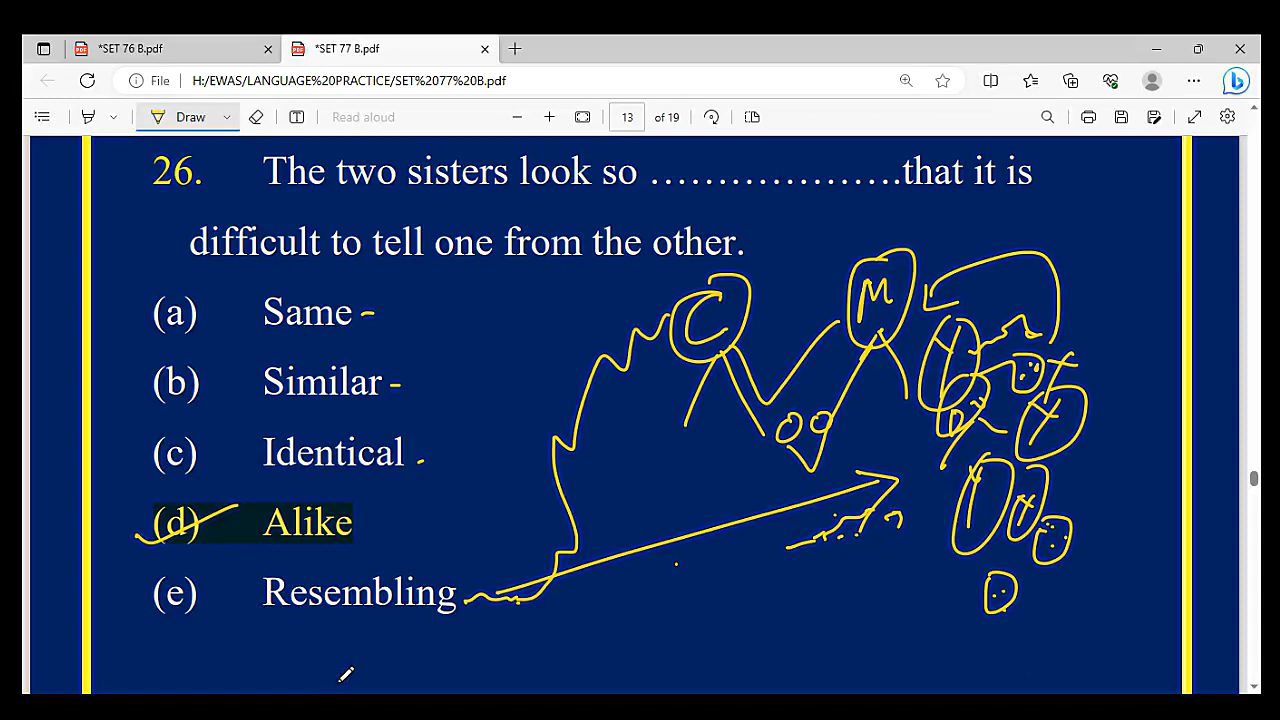 *SET 76 B.pdf
*SET 77 B.pdf
File H:/EWAS/LANGUAGE%20PRACTICE/SET%2077%20B.pdf
Draw
Read aloud
13 of 19
26. The two sisters look so ………………….that it is
difficult to tell one from the other.
(a) Same -
(b) Similar -
(c) Identical -
(d) Alike
(e) Resembling
C
M